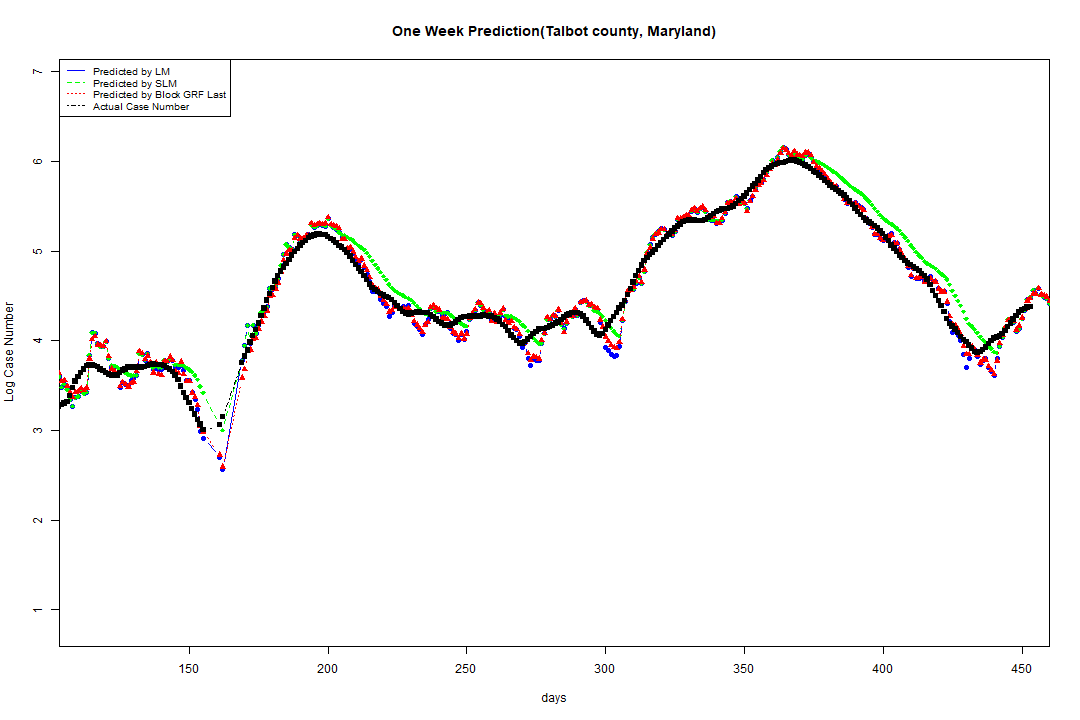 One Week Prediction(Talbot county, Maryland)
Predicted by LM
Predicted by SLM
Predicted by Block GRF Last
Actual Case Number
Log Case Number
7
6
5
4
3
2
1
150 200 250 300 350 400 450
days